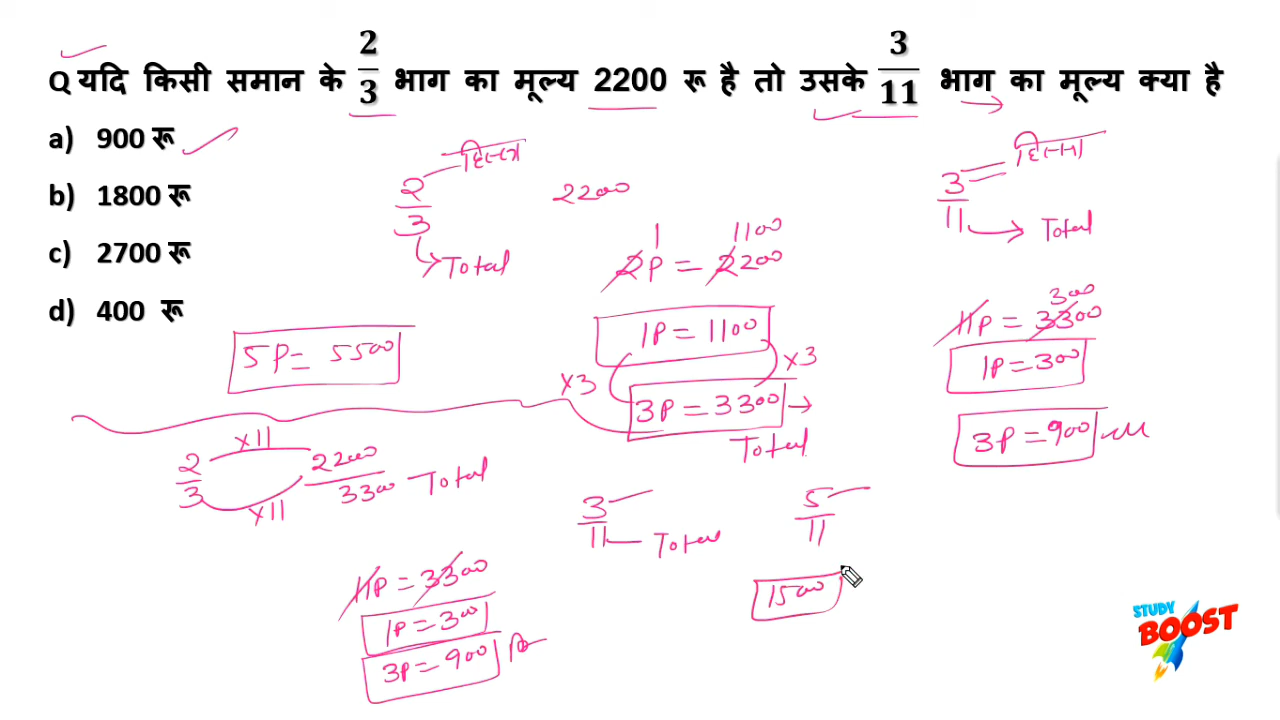 Q यदि किसी समान के 2/3 भाग का मूल्य 2200 रू है तो उसके 3/11 भाग का मूल्य क्या है
a) 900 रू
b) 1800 रू
c) 2700 रू
d) 400 रू
हिस्सा
2/3
Total
2200
1 1100
2P = 2200
1P = 1100
×3 ×3
3P = 3300 →
Total
हिस्सा
3/11
Total
300
11P = 3300
1P = 300
3P = 900
5P = 5500
×11
2/3 2200/3300 Total
×11
3/11 Total
5/11
1500
11P = 3300
1P = 300
3P = 900
STUDY
BOOST